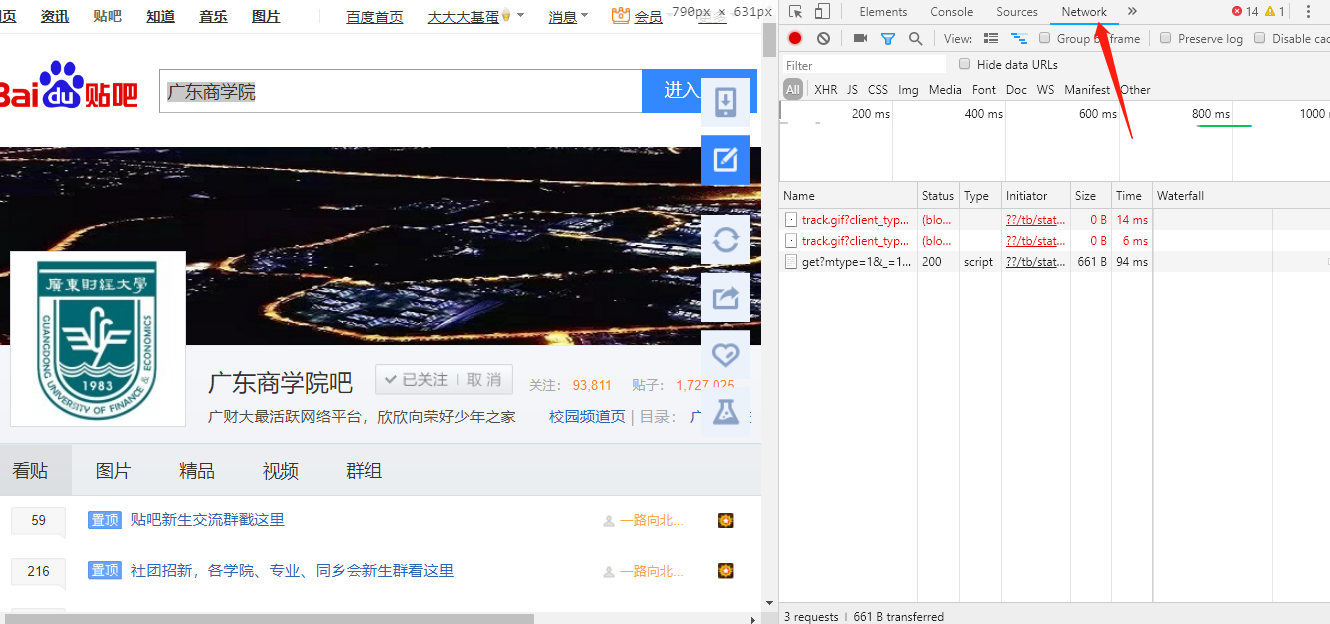 资讯 贴吧 知道 音乐 图片 百度首页 大大大基蛋 消息 会员 更多 790px × 631px
Bai du 贴吧 广东商学院 进入
廣東財經大學
GUANGDONG UNIVERSITY OF FINANCE & ECONOMICS
1983
广东商学院吧 已关注 取消 关注： 93,811 贴子： 1,727,025
广财大最活跃网络平台，欣欣向荣好少年之家 校园频道页 | 目录：
看贴 图片 精品 视频 群组
59 置顶 贴吧新生交流群戳这里 一路向北...
216 置顶 社团招新，各学院、专业、同乡会新生群看这里 一路向北...
Elements Console Sources Network » 14 1
View: Group by frame Preserve log Disable cac
Filter Hide data URLs
All XHR JS CSS Img Media Font Doc WS Manifest Other
200 ms 400 ms 600 ms 800 ms 1000
Name Status Type Initiator Size Time Waterfall
track.gif?client_typ... (blo... ??/tb/stat... 0 B 14 ms
track.gif?client_typ... (blo... ??/tb/stat... 0 B 6 ms
get?mtype=1&_=1... 200 script ??/tb/stat... 661 B 94 ms
3 requests | 661 B transferred